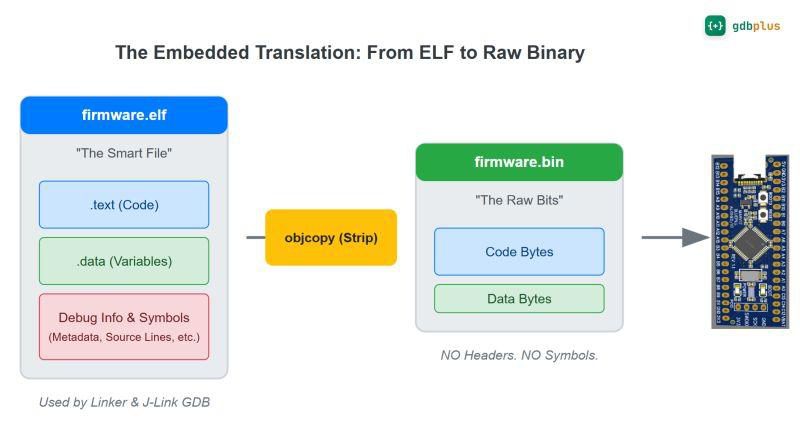 {+} gdbplus
The Embedded Translation: From ELF to Raw Binary
firmware.elf
"The Smart File"
.text (Code)
.data (Variables)
Debug Info & Symbols
(Metadata, Source Lines, etc.)
Used by Linker & J-Link GDB
objcopy (Strip)
firmware.bin
"The Raw Bits"
Code Bytes
Data Bytes
NO Headers. NO Symbols.